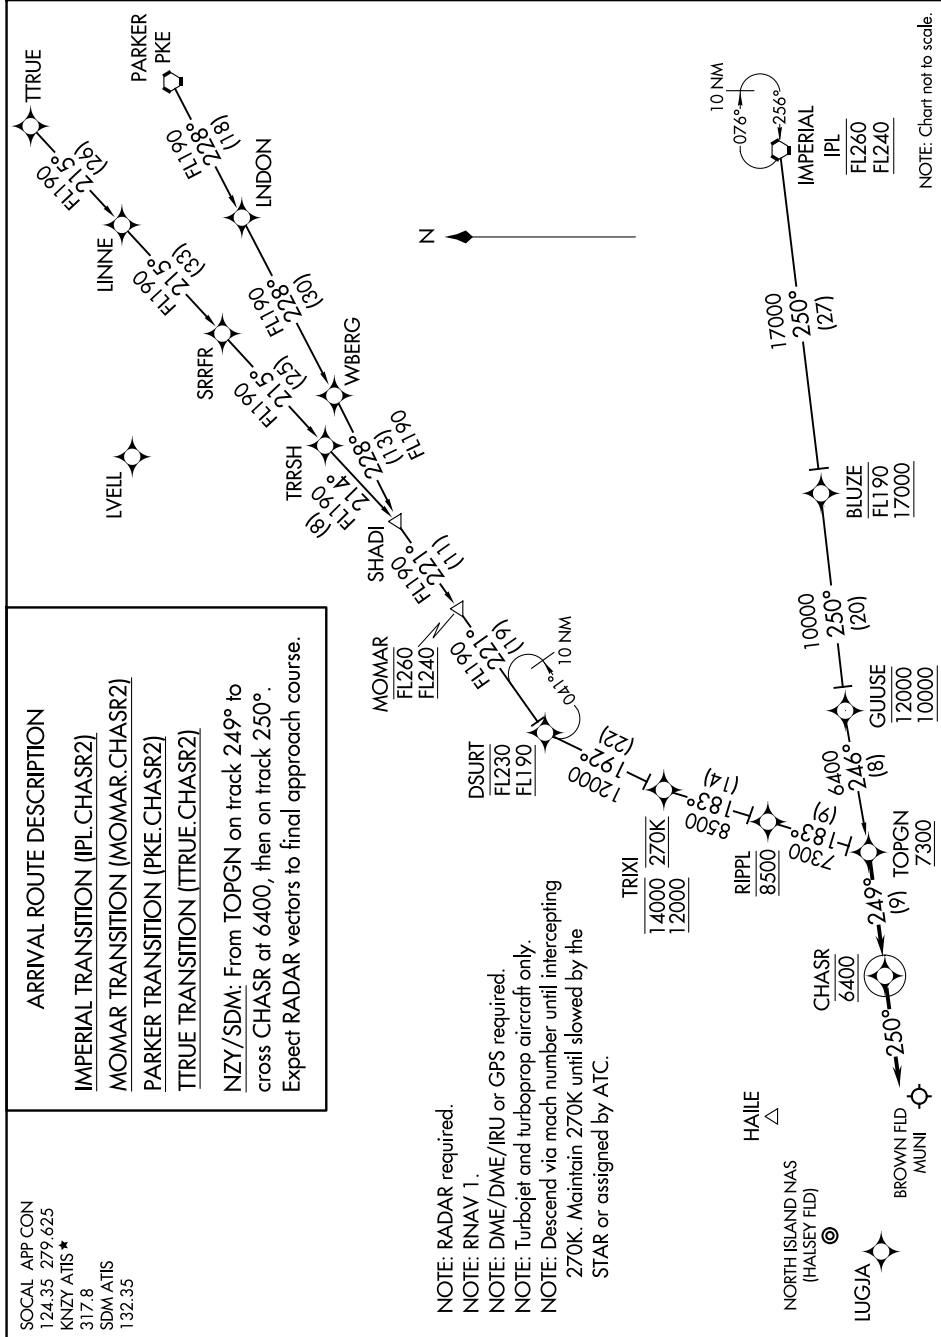 SOCAL APP CON
124.35 279.625
KNZY ATIS★
317.8
SDM ATIS
132.35
ARRIVAL ROUTE DESCRIPTION
IMPERIAL TRANSITION (IPL.CHASR2)
MOMAR TRANSITION (MOMAR.CHASR2)
PARKER TRANSITION (PKE.CHASR2)
TTRUE TRANSITION (TTRUE.CHASR2)
NZY/SDM: From TOPGN on track 249° to
cross CHASR at 6400, then on track 250°.
Expect RADAR vectors to final approach course.
NOTE: RADAR required.
NOTE: RNAV 1.
NOTE: DME/DME/IRU or GPS required.
NOTE: Turbojet and turboprop aircraft only.
NOTE: Descend via mach number until intercepting
270K. Maintain 270K until slowed by the
STAR or assigned by ATC.
TTRUE
FL190
215°
(26)
LINNE
FL190
215°
(33)
SRRFR
FL190
215°
(25)
TRRSH
FL190
214°
(8)
PARKER
PKE
FL190
228°
(18)
LNDON
FL190
228°
(30)
WBERG
228°
(13)
FL190
LVELL
N
SHADI
FL190
221°
(11)
MOMAR
FL260
FL240
FL190
221°
(19)
10 NM
041°
DSURT
FL230
FL190
12000
192°
(22)
TRIXI
14000 270K
12000
8500
183°
(14)
RIPPL
8500
7300
183°
(9)
10 NM
076°
256°
IMPERIAL
IPL
FL260
FL240
17000
250°
(27)
BLUZE
FL190
17000
10000
250°
(20)
GUUSE
12000
10000
6400
246°
(8)
TOPGN
7300
249°
(9)
CHASR
6400
250°
HAILE
BROWN FLD
MUNI
NORTH ISLAND NAS
(HALSEY FLD)
LUGJA
NOTE: Chart not to scale.